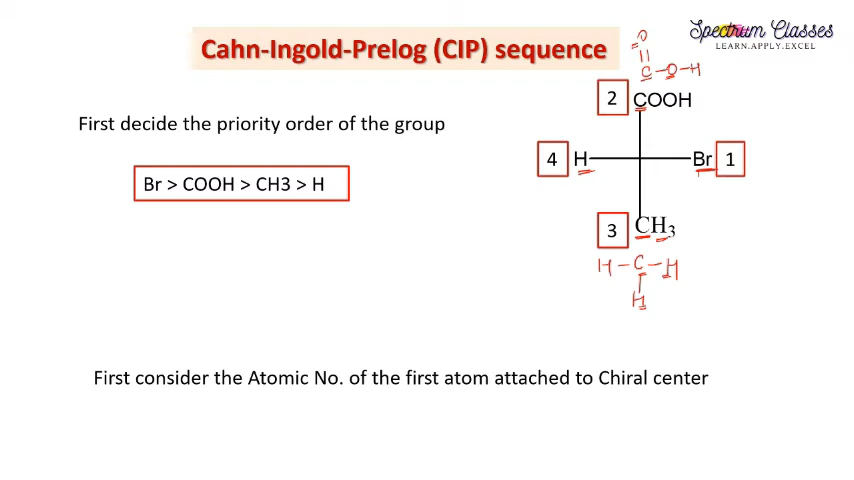 Cahn-Ingold-Prelog (CIP) sequence
Spectrum Classes
LEARN.APPLY.EXCEL
O
C-O-H
2 COOH
First decide the priority order of the group
4 H Br 1
Br > COOH > CH3 > H
3 CH3
H-C-H
H
First consider the Atomic No. of the first atom attached to Chiral center